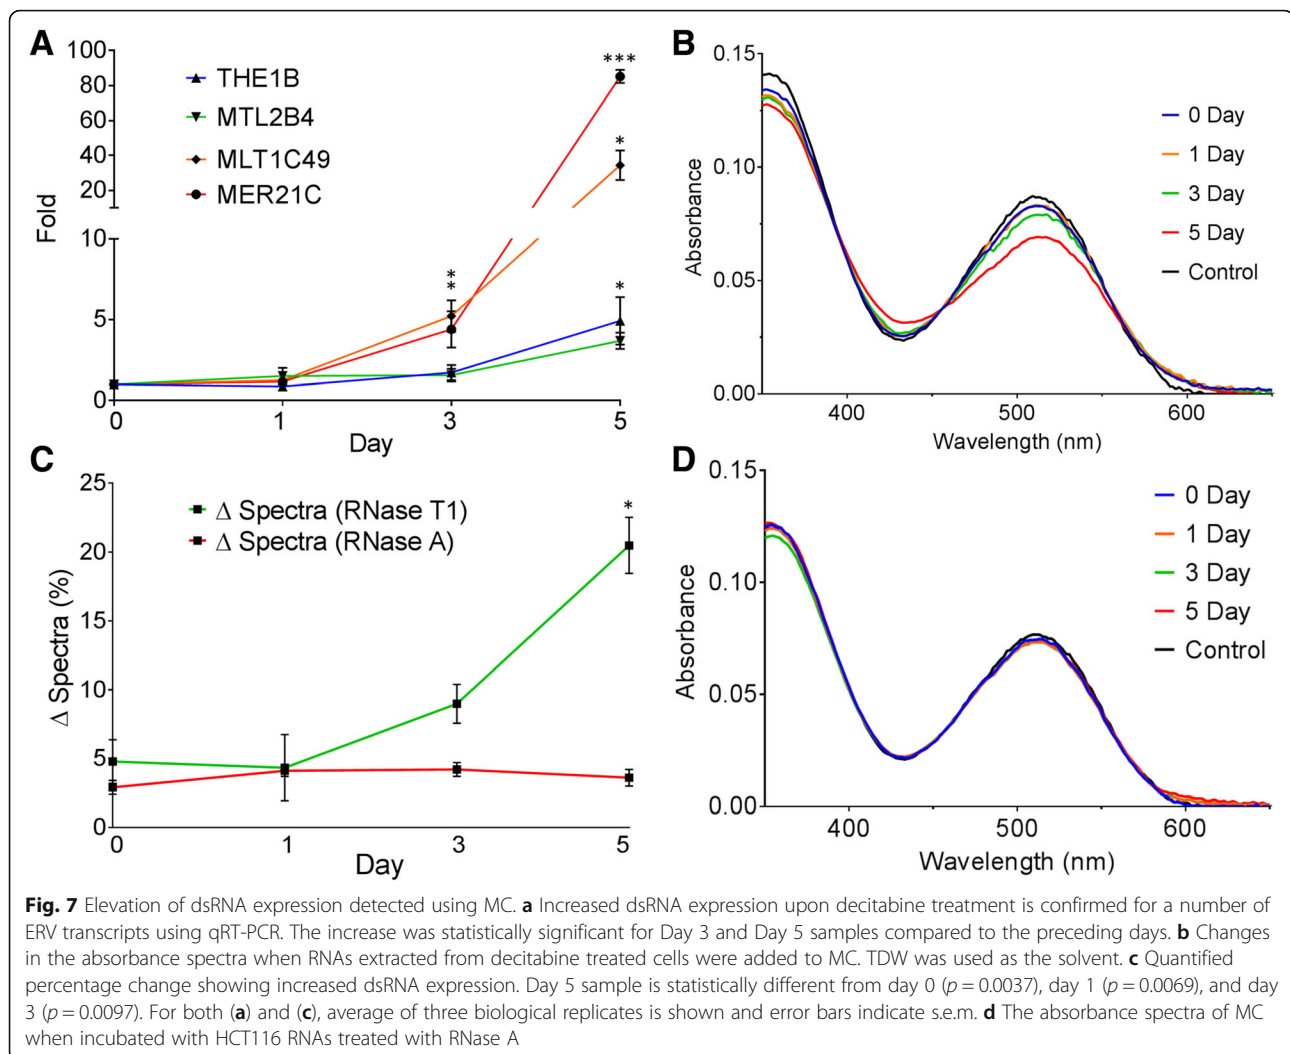 A
100
80
60
40
20
10
5
0
Fold
THE1B
MTL2B4
MLT1C49
MER21C
***
*
*
*
*
0 1 3 5
Day
B
0.15
0.10
0.05
0.00
Absorbance
0 Day
1 Day
3 Day
5 Day
Control
400 500 600
Wavelength (nm)
C
25
20
15
10
5
0
Δ Spectra (%)
Δ Spectra (RNase T1)
Δ Spectra (RNase A)
*
0 1 3 5
Day
D
0.15
0.10
0.05
0.00
Absorbance
0 Day
1 Day
3 Day
5 Day
Control
400 500 600
Wavelength (nm)
Fig. 7 Elevation of dsRNA expression detected using MC. a Increased dsRNA expression upon decitabine treatment is confirmed for a number of
ERV transcripts using qRT-PCR. The increase was statistically significant for Day 3 and Day 5 samples compared to the preceding days. b Changes
in the absorbance spectra when RNAs extracted from decitabine treated cells were added to MC. TDW was used as the solvent. c Quantified
percentage change showing increased dsRNA expression. Day 5 sample is statistically different from day 0 (p = 0.0037), day 1 (p = 0.0069), and day
3 (p = 0.0097). For both (a) and (c), average of three biological replicates is shown and error bars indicate s.e.m. d The absorbance spectra of MC
when incubated with HCT116 RNAs treated with RNase A